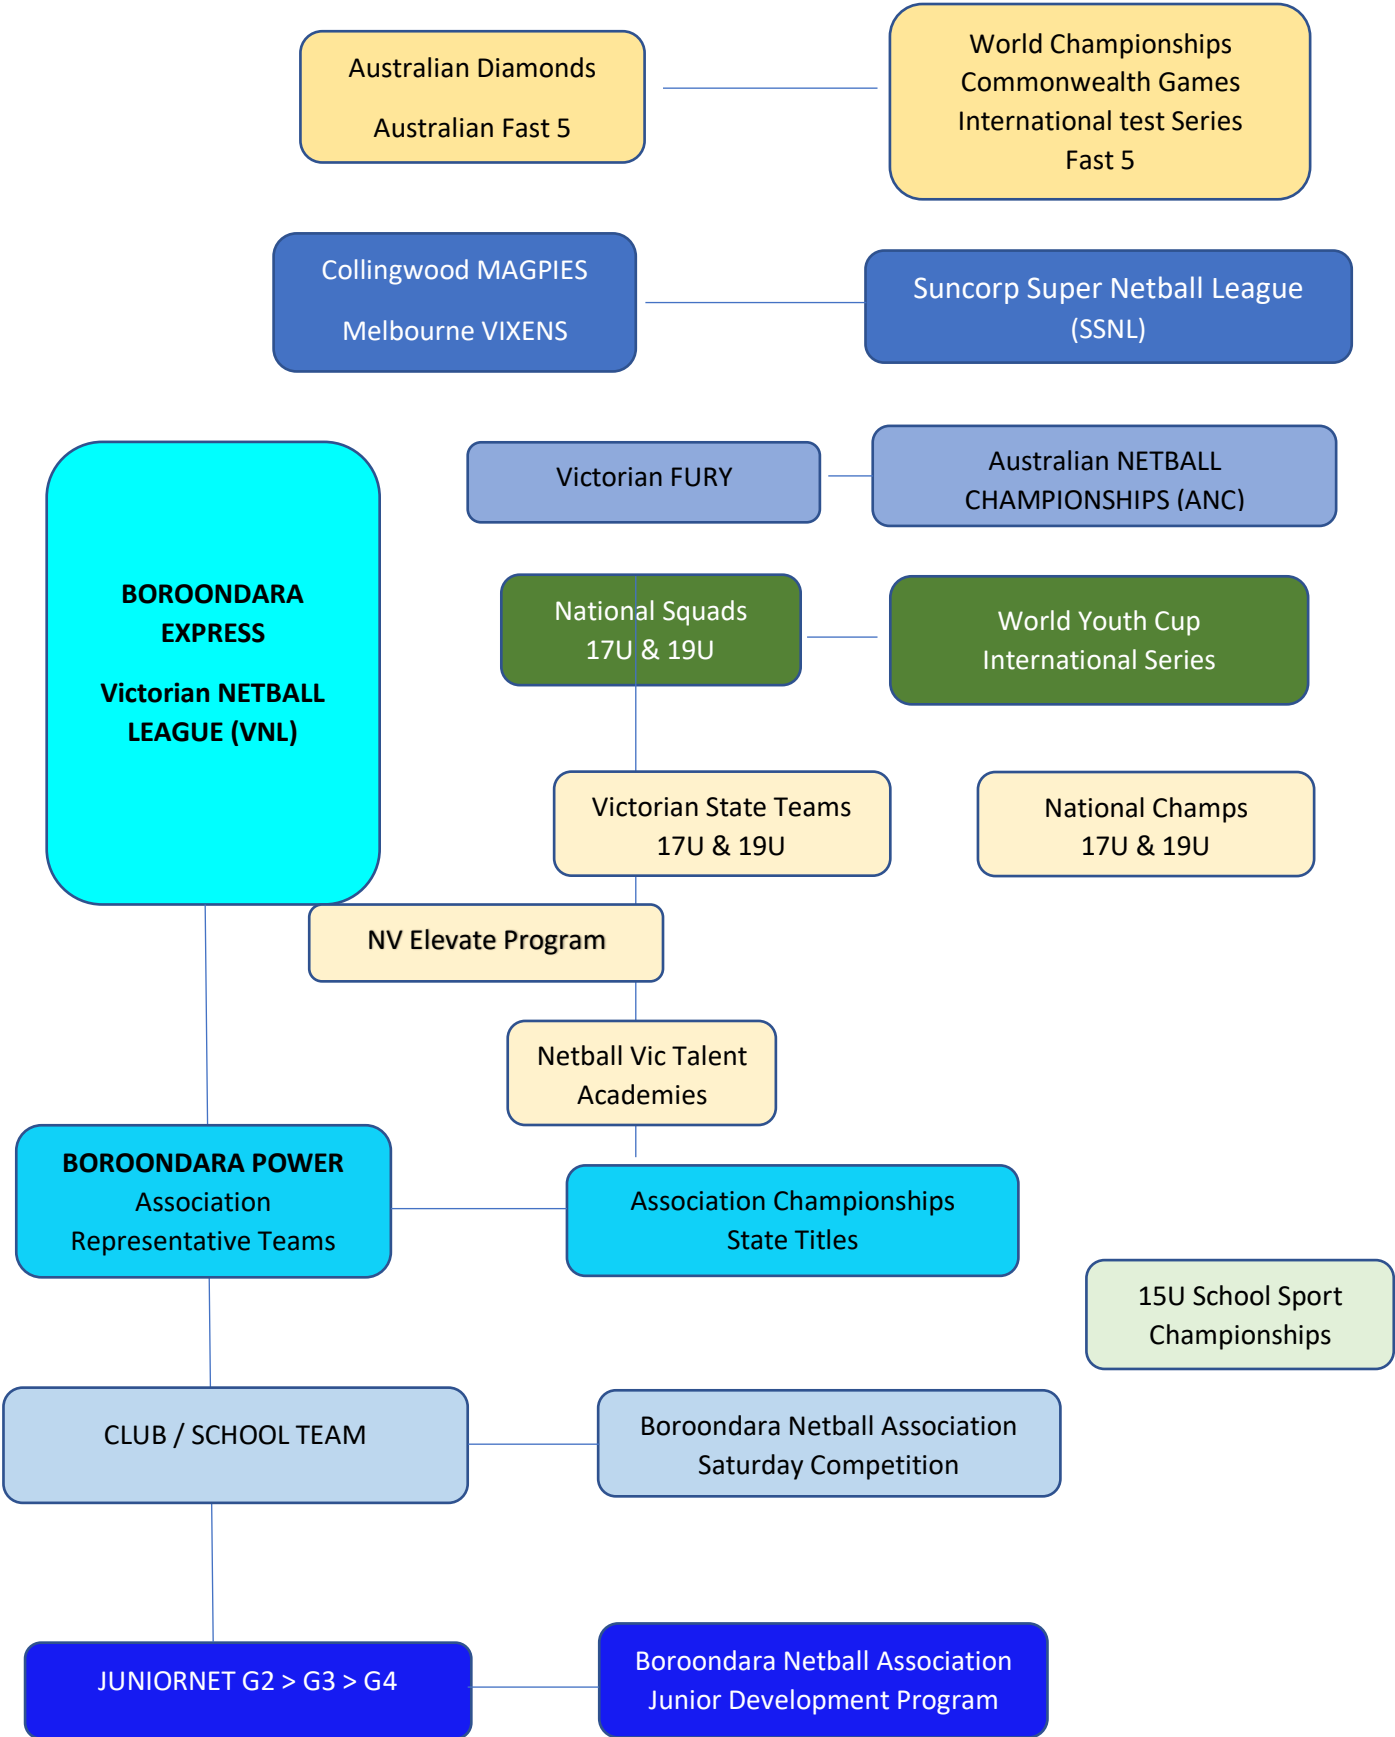 Australian Diamonds
Australian Fast 5
World Championships
Commonwealth Games
International test Series
Fast 5
Collingwood MAGPIES
Melbourne VIXENS
Suncorp Super Netball League
(SSNL)
BOROONDARA
EXPRESS
Victorian NETBALL
LEAGUE (VNL)
Victorian FURY
Australian NETBALL
CHAMPIONSHIPS (ANC)
National Squads
17U & 19U
World Youth Cup
International Series
Victorian State Teams
17U & 19U
National Champs
17U & 19U
NV Elevate Program
Netball Vic Talent
Academies
BOROONDARA POWER
Association
Representative Teams
Association Championships
State Titles
15U School Sport
Championships
CLUB / SCHOOL TEAM
Boroondara Netball Association
Saturday Competition
JUNIORNET G2 > G3 > G4
Boroondara Netball Association
Junior Development Program